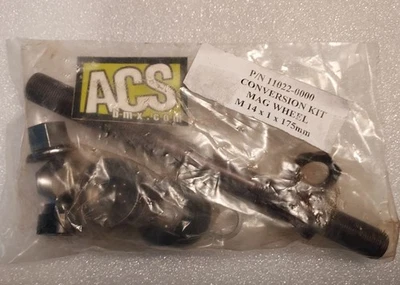 ACS
bmx.com
P/N 11022-0000
CONVERSION KIT
MAG WHEEL
M 14 x 1 x 175mm